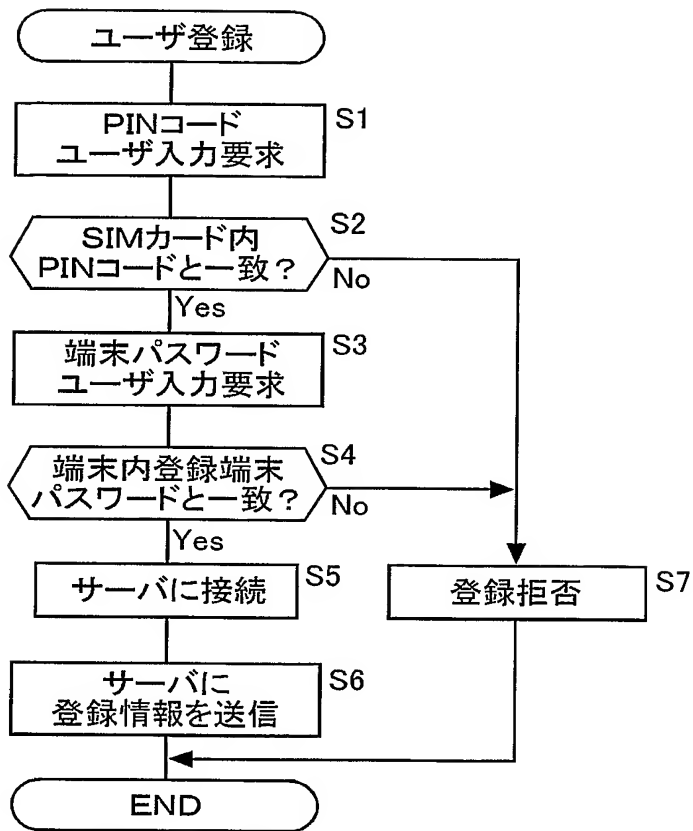 ユーザ登録
PINコード
ユーザ入力要求
S1
SIMカード内
PINコードと一致？
S2
No
Yes
端末パスワード
ユーザ入力要求
S3
端末内登録端末
パスワードと一致？
S4
No
Yes
サーバに接続
S5
登録拒否
S7
サーバに
登録情報を送信
S6
END